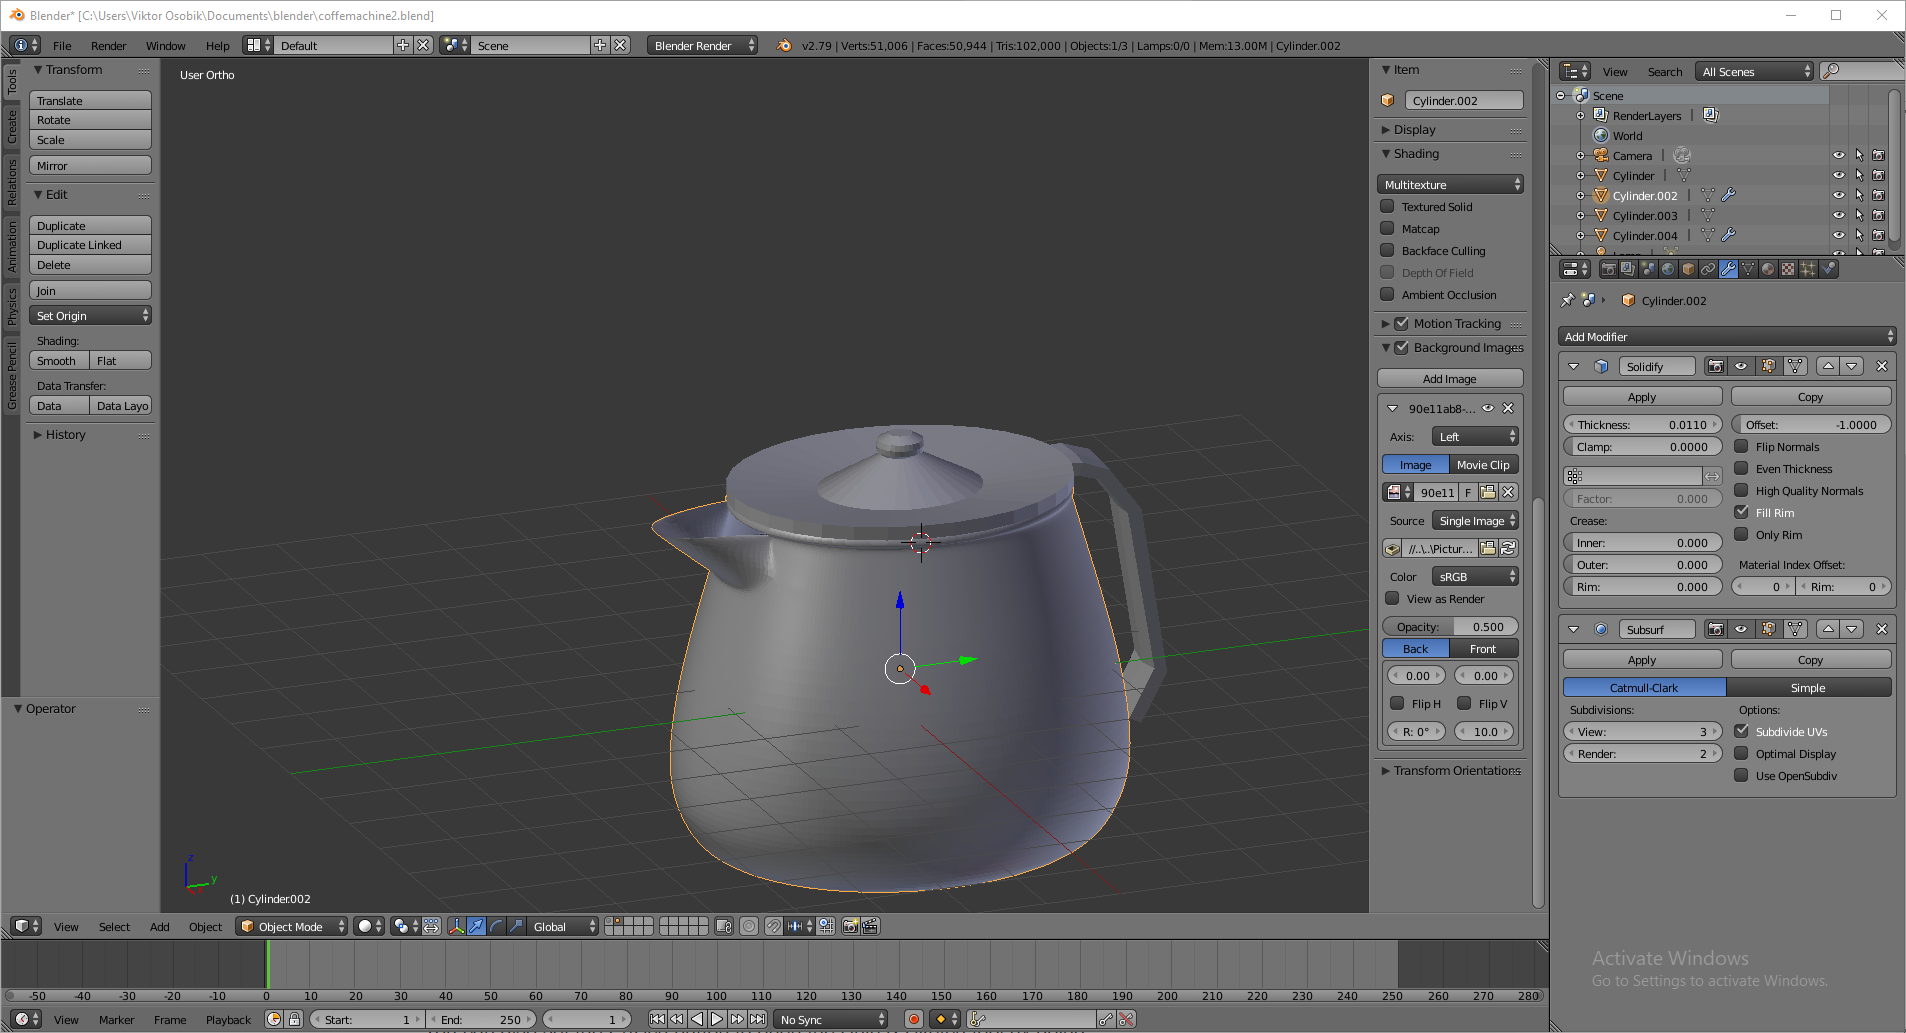 Blender* [C:\Users\Viktor Osobik\Documents\blender\coffemachine2.blend]
File Render Window Help Default Scene Blender Render v2.79 | Verts:51,006 | Faces:50,944 | Tris:102,000 | Objects:1/3 | Lamps:0/0 | Mem:13.00M | Cylinder.002
Tools
Create
Relations
Animation
Physics
Grease Pencil
Transform
Translate
Rotate
Scale
Mirror
Edit
Duplicate
Duplicate Linked
Delete
Join
Set Origin
Shading:
Smooth Flat
Data Transfer:
Data Data Layo
History
Operator
User Ortho
z
y
(1) Cylinder.002
Item
Cylinder.002
Display
Shading
Multitexture
Textured Solid
Matcap
Backface Culling
Depth Of Field
Ambient Occlusion
Motion Tracking
Background Images
Add Image
90e11ab8-...
Axis: Left
Image Movie Clip
90e11 F
Source Single Image
//..\..\Pictur...
Color sRGB
View as Render
Opacity: 0.500
Back Front
0.00 0.00
Flip H Flip V
R: 0° 10.0
Transform Orientations
View Search All Scenes
Scene
RenderLayers
World
Camera
Cylinder
Cylinder.002
Cylinder.003
Cylinder.004
Cylinder.002
Add Modifier
Solidify
Apply Copy
Thickness: 0.0110 Offset: -1.0000
Clamp: 0.0000 Flip Normals
Even Thickness
Factor: 0.000 High Quality Normals
Crease: Fill Rim
Inner: 0.000 Only Rim
Outer: 0.000 Material Index Offset:
Rim: 0.000 0 Rim: 0
Subsurf
Apply Copy
Catmull-Clark Simple
Subdivisions: Options:
View: 3 Subdivide UVs
Render: 2 Optimal Display
Use OpenSubdiv
Activate Windows
Go to Settings to activate Windows.
View Select Add Object Object Mode Global
-50 -40 -30 -20 -10 0 10 20 30 40 50 60 70 80 90 100 110 120 130 140 150 160 170 180 190 200 210 220 230 240 250 260 270 280
View Marker Frame Playback Start: 1 End: 250 1 No Sync